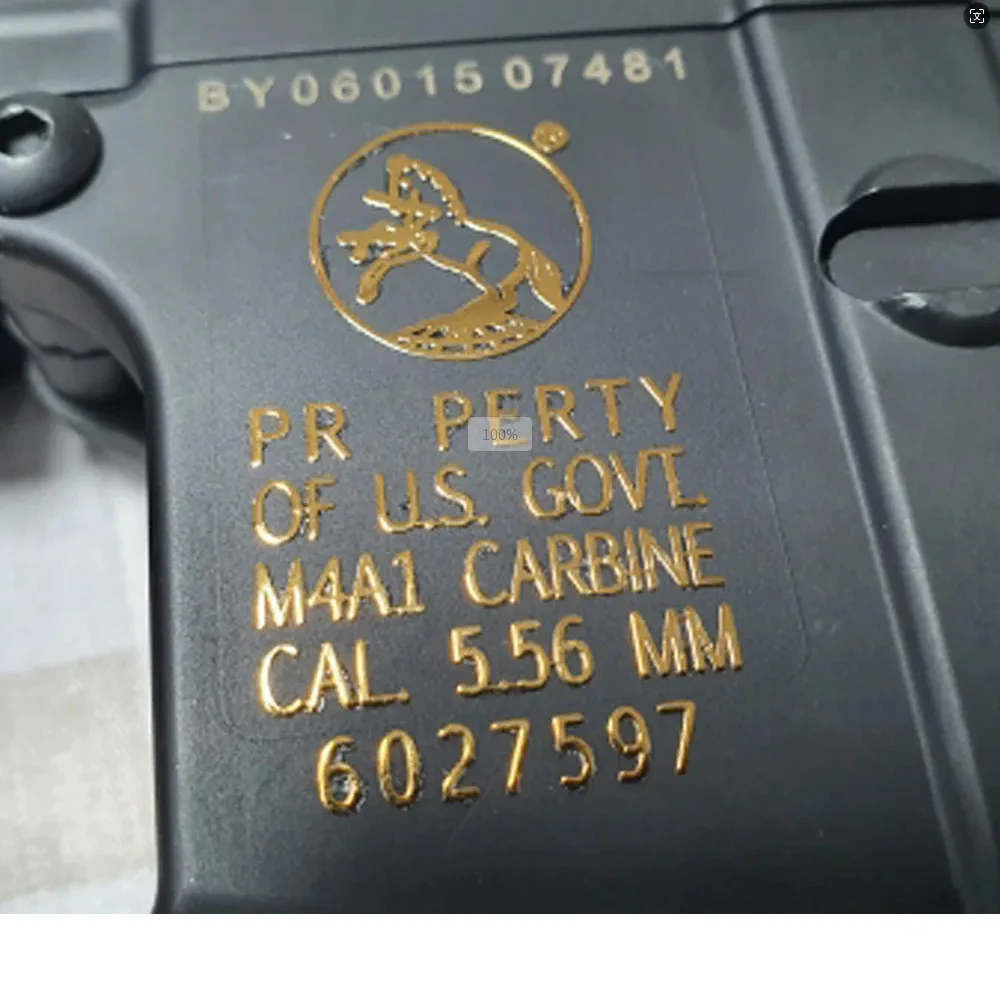 BY0601507481
PR PERTY
OF U.S. GOVT.
M4A1 CARBINE
CAL. 5.56 MM
6027597
100%